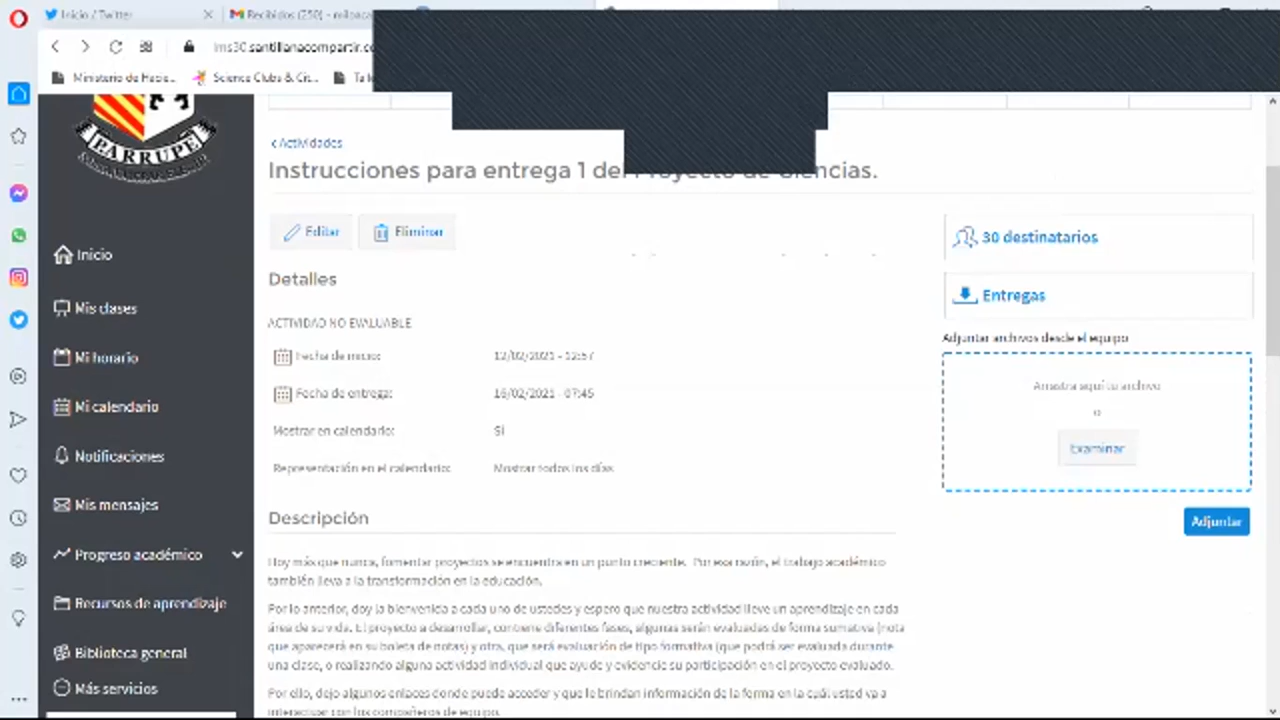 Inicio / Twitter
Recibidos (259) - milpaca
lms30.santillanacompartir.co
Ministerio de Hacie...
Science Clubs & Cie...
PARRUPE
Inicio
Mis clases
Mi horario
Mi calendario
Notificaciones
Mis mensajes
Progreso académico
Recursos de aprendizaje
Biblioteca general
Más servicios
< Actividades
Instrucciones para entrega 1 del Proyecto de Ciencias.
Editar
Eliminar
Detalles
ACTIVIDAD NO EVALUABLE
Fecha de inicio: 12/02/2021 - 12:57
Fecha de entrega: 16/02/2021 - 07:45
Mostrar en calendario: Sí
Representación en el calendario: Mostrar todos los días
Descripción
Hoy más que nunca, fomentar proyectos se encuentra en un punto creciente. Por esa razón, el trabajo académico
también lleva a la transformación en la educación.
Por lo anterior, doy la bienvenida a cada uno de ustedes y espero que nuestra actividad lleve un aprendizaje en cada
área de su vida. El proyecto a desarrollar, contiene diferentes fases, algunas serán evaluadas de forma sumativa (nota
que aparecerá en su boleta de notas) y otra, que será evaluación de tipo formativa (que podrá ser evaluada durante
una clase, o realizando alguna actividad individual que ayude y evidencie su participación en el proyecto evaluado.
Por ello, dejo algunos enlaces donde puede acceder y que le brindan información de la forma en la cuál usted va a
interactuar con los compañeros de equipo.
30 destinatarios
Entregas
Adjuntar archivos desde el equipo
Arrastra aquí tu archivo
o
Examinar
Adjuntar